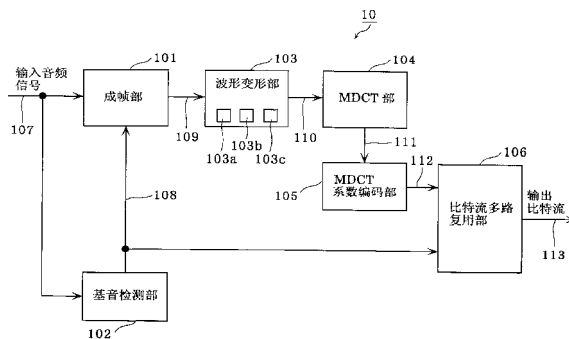 10
101
103
104
输入音频
信号
成帧部
波形变形部
MDCT 部
107
109
110
103a
103b
103c
111
106
112
105
MDCT
系数编码部
108
比特流多路
复用部
输出
比特流
113
基音检测部
102